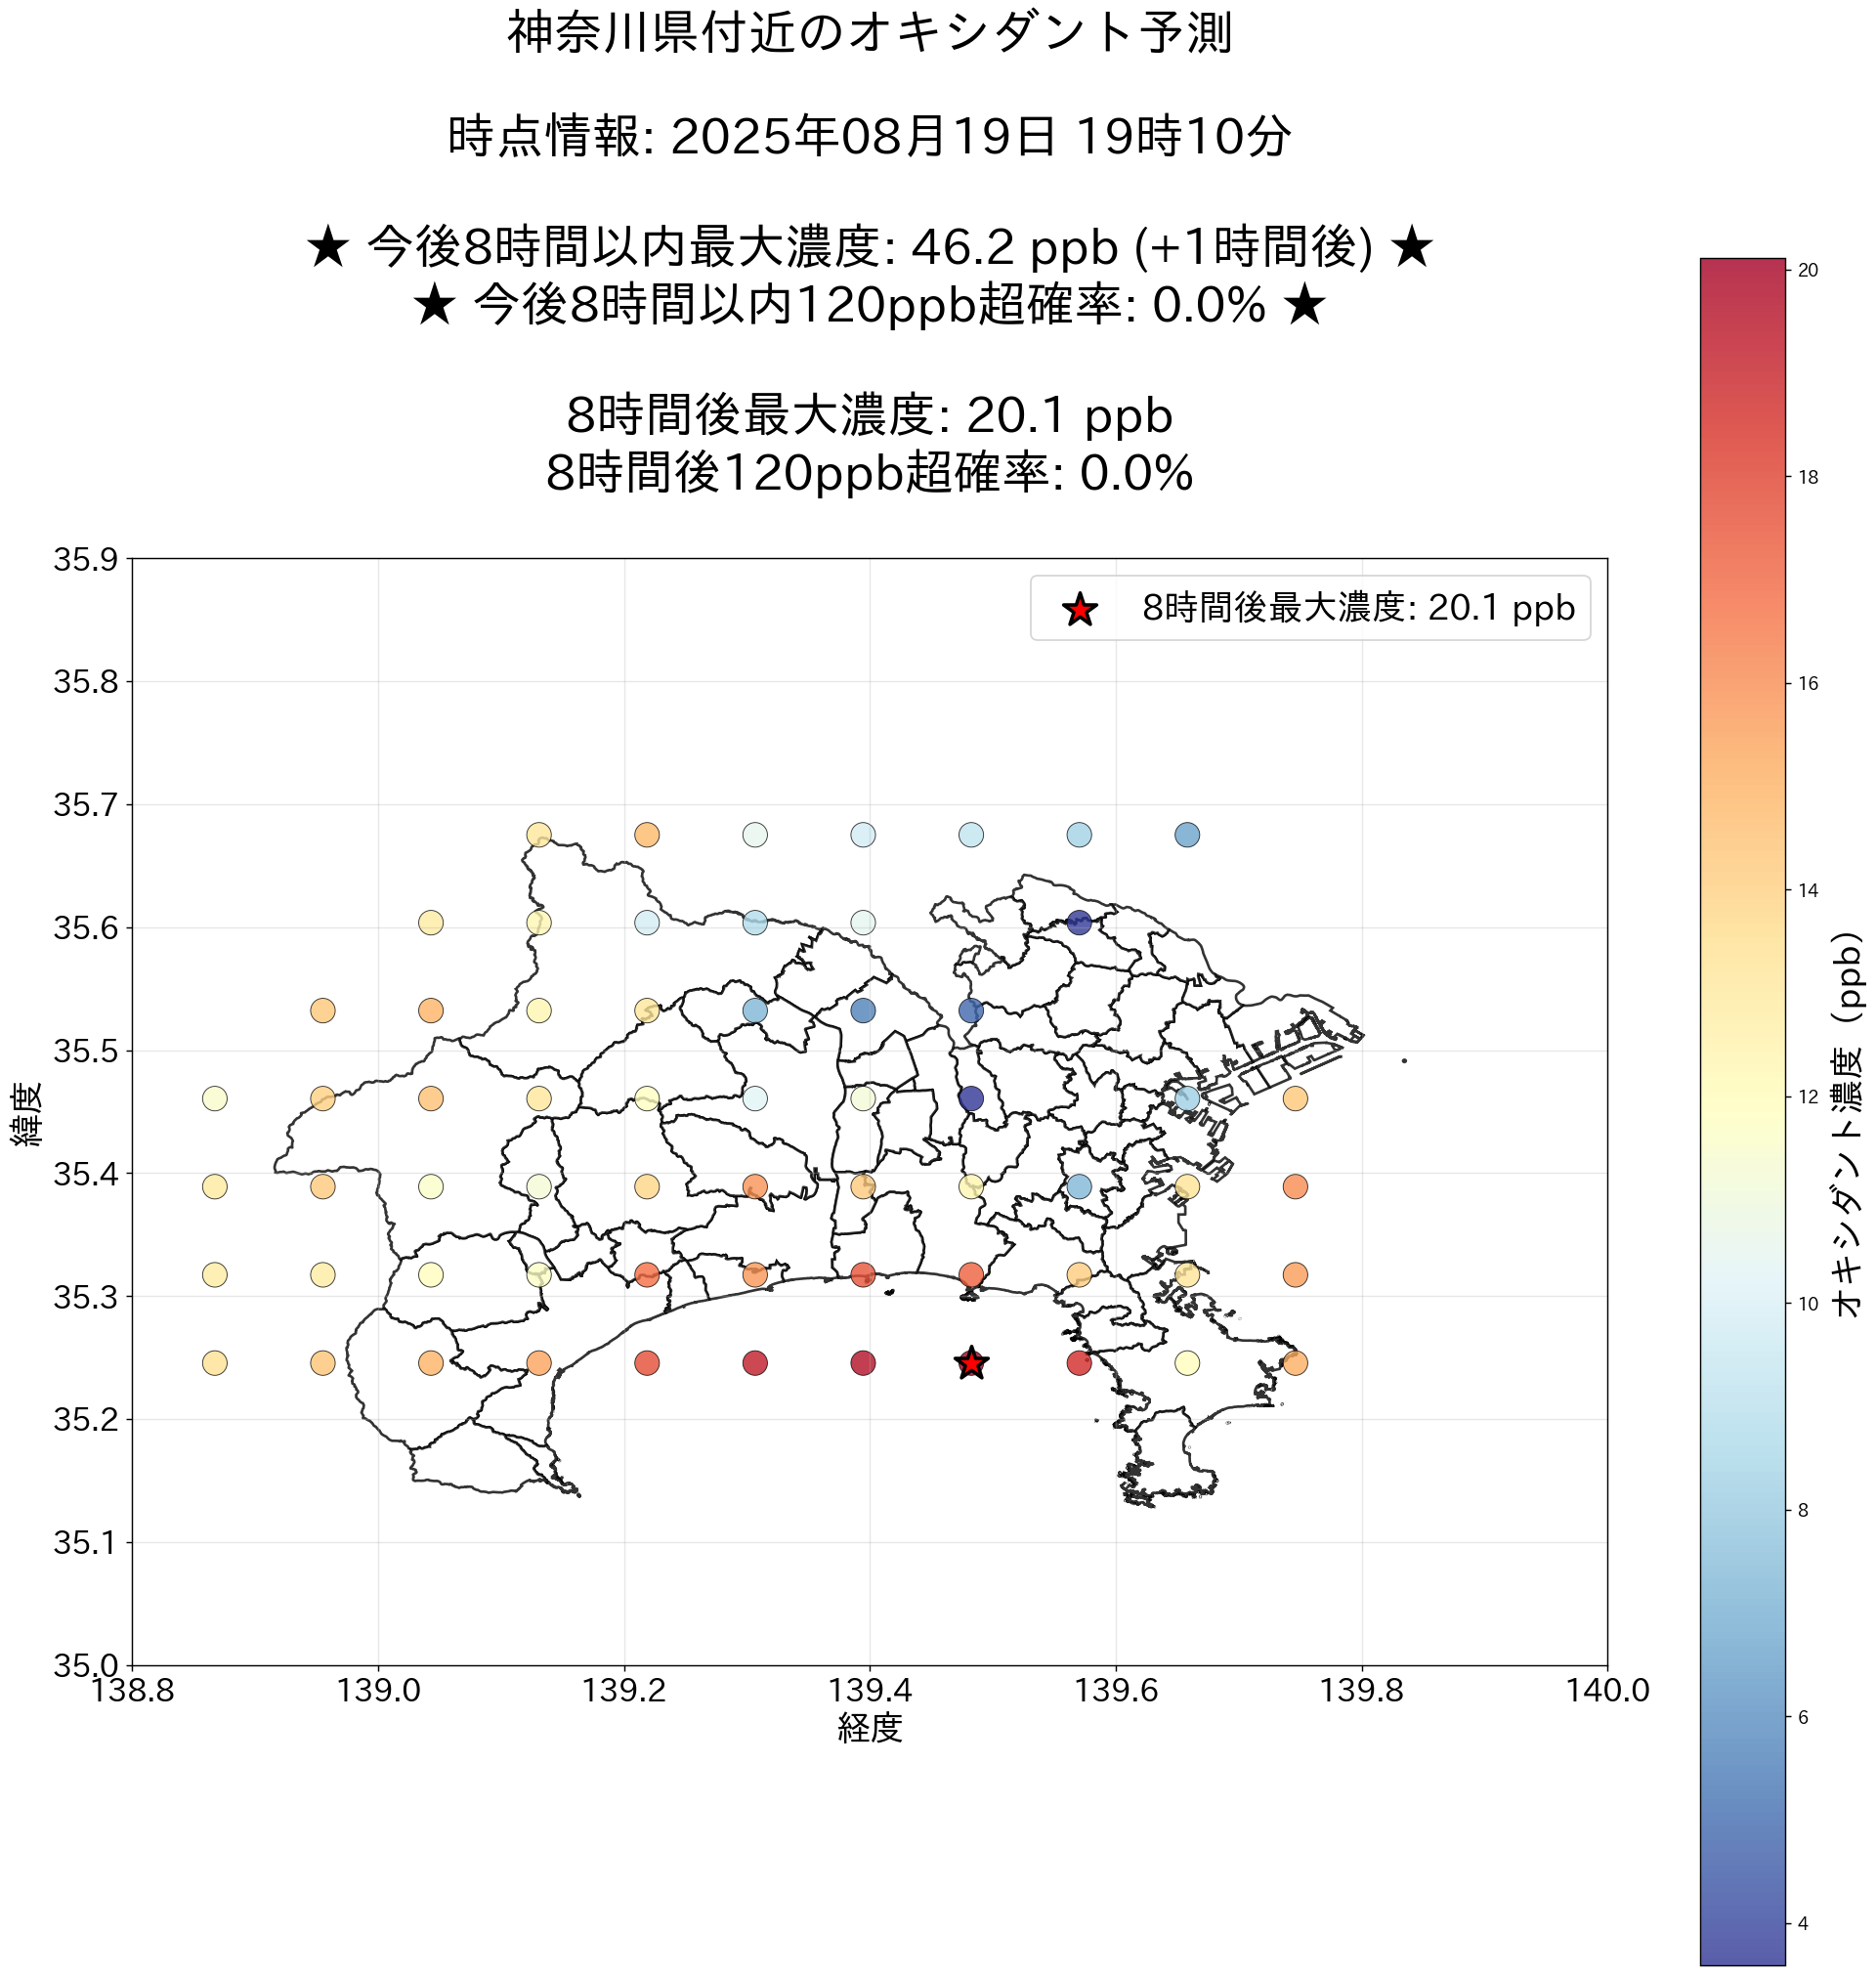 神奈川県付近のオキシダント予測
時点情報: 2025年08月19日 19時10分
★ 今後8時間以内最大濃度: 46.2 ppb (+1時間後) ★
★ 今後8時間以内120ppb超確率: 0.0% ★
8時間後最大濃度: 20.1 ppb
8時間後120ppb超確率: 0.0%
8時間後最大濃度: 20.1 ppb
35.9
35.8
35.7
35.6
35.5
35.4
35.3
35.2
35.1
35.0
緯度
138.8
139.0
139.2
139.4
139.6
139.8
140.0
経度
20
18
16
14
12
10
8
6
4
オキシダント濃度（ppb）